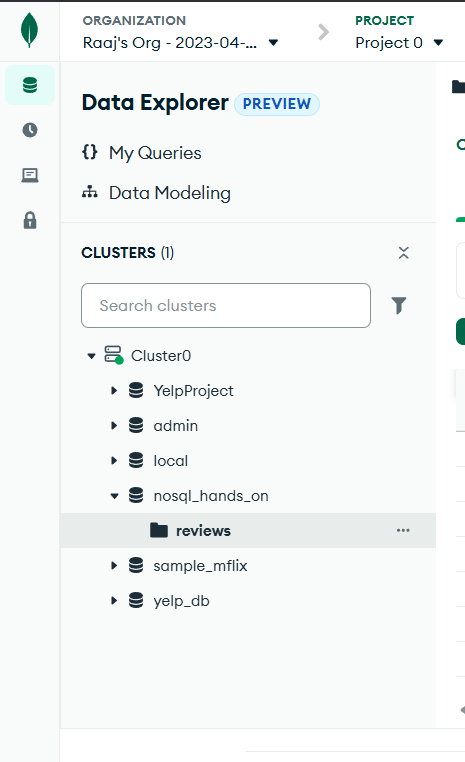 ORGANIZATION
Raaj's Org - 2023-04-...
PROJECT
Project 0
Data Explorer PREVIEW
{} My Queries
Data Modeling
CLUSTERS (1)
Search clusters
Cluster0
YelpProject
admin
local
nosql_hands_on
reviews
sample_mflix
yelp_db